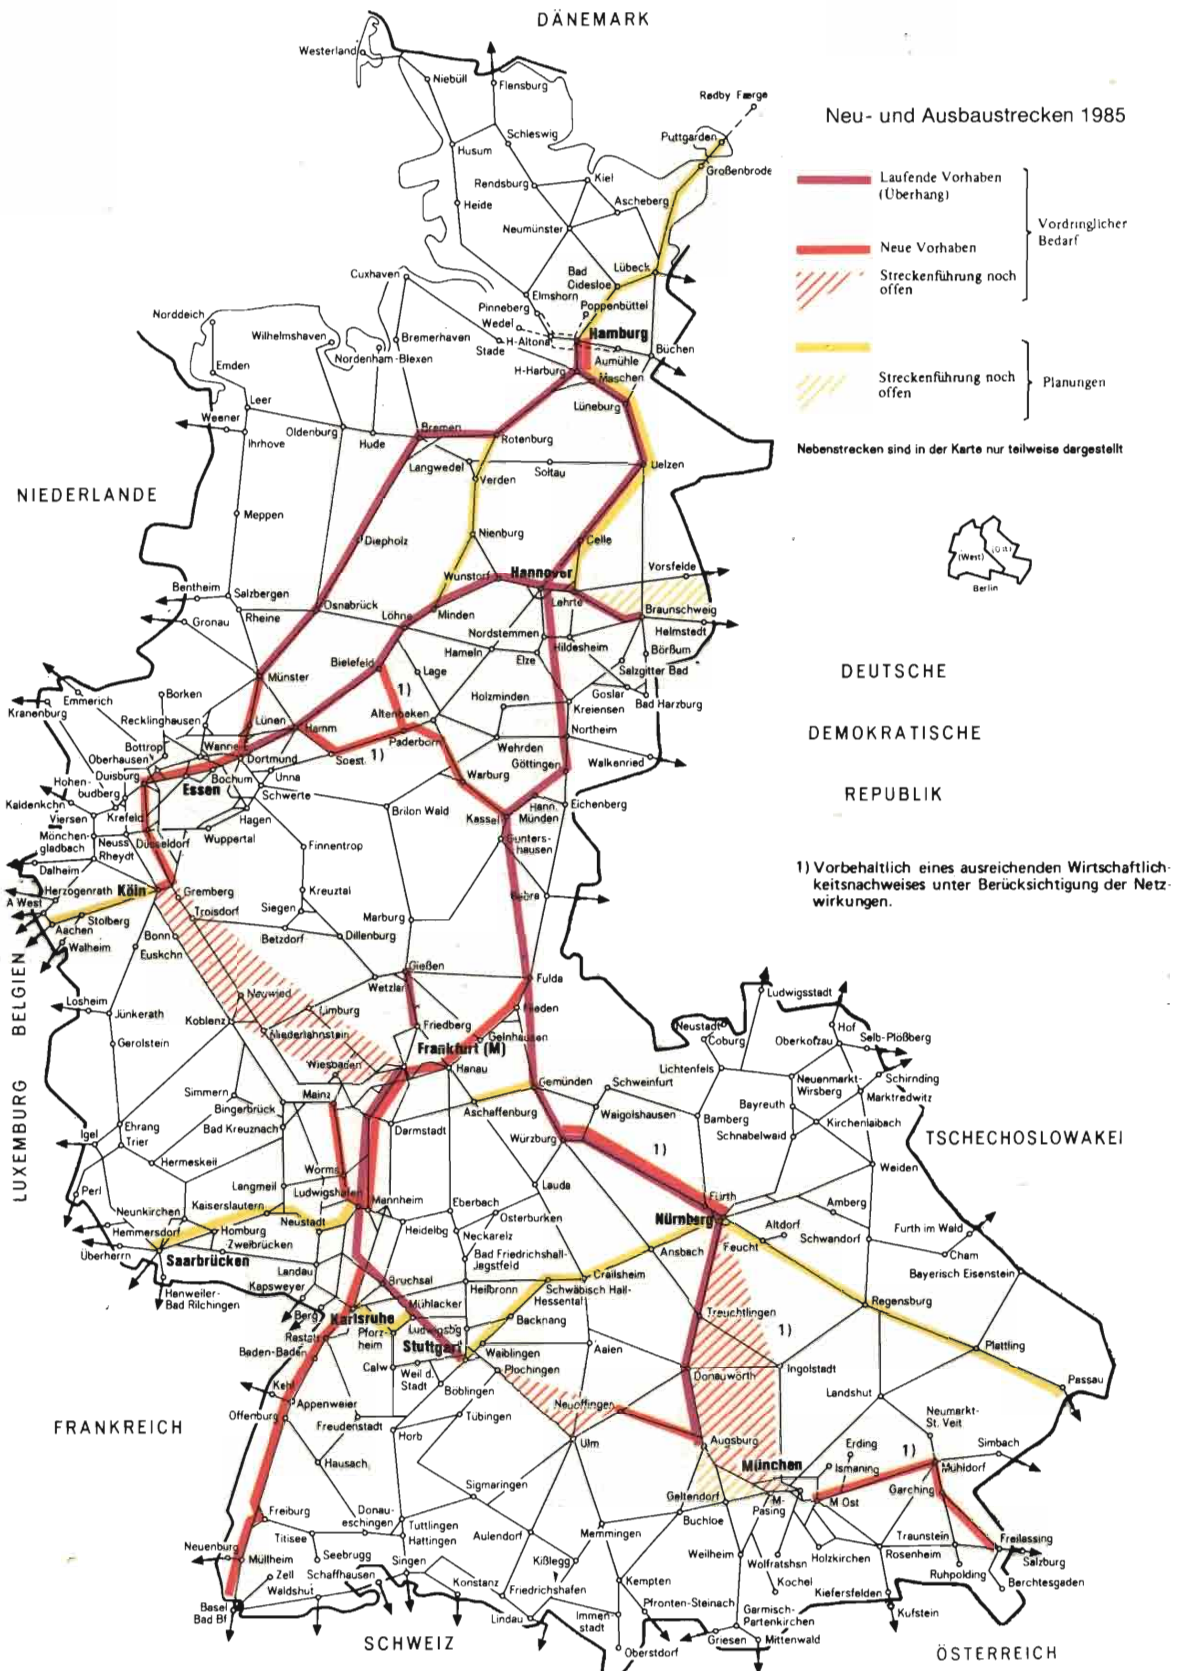 DÄNEMARK
Westerland
Niebüll
Flensburg
Rødby Færge
Neu- und Ausbaustrecken 1985
Puttgarden
Großenbrode
Schleswig
Husum
Laufende Vorhaben
(Überhang)
Vordringlicher
Bedarf
Neue Vorhaben
Streckenführung noch
offen
Planungen
Streckenführung noch
offen
Nebenstrecken sind in der Karte nur teilweise dargestellt
Rendsburg
Kiel
Heide
Ascheberg
Neumünster
Lübeck
Bad
Oldesloe
Cuxhaven
Elmshorn
Pinneberg
Poppenbüttel
Wedel
Hamburg
H-Altona
Stade
Aumühle
Büchen
H-Harburg
Maschen
Lüneburg
Norddeich
Wilhelmshaven
Bremerhaven
Nordenham-Blexen
Emden
Leer
Weener
Ihrhove
Oldenburg
Hude
Bremen
Rotenburg
Langwedel
Soltau
Uelzen
Verden
NIEDERLANDE
Meppen
Nienburg
Diepholz
Celle
Wunstorf
Hannover
Vorsfelde
(West)
(Ost)
Berlin
Bentheim
Salzbergen
Rheine
Gronau
Osnabrück
Löhne
Minden
Lehrte
Braunschweig
Helmstedt
Nordstemmen
Hildesheim
Hameln
Elze
Börßum
Salzgitter Bad
Bielefeld
Lage
Goslar
Bad Harzburg
DEUTSCHE
DEMOKRATISCHE
REPUBLIK
Emmerich
Kranenburg
Borken
Münster
1)
Holzminden
Kreiensen
Recklinghausen
Lünen
Hamm
Altenbeken
Paderborn
Northeim
Bottrop
Wanne
Oberhausen
Dortmund
Soest
1)
Wehrden
Göttingen
Walkenried
Duisburg
Bochum
Unna
Warburg
Hohen-
budberg
Essen
Schwerte
Kaldenkchn
Viersen
Krefeld
Hagen
Brilon Wald
Kassel
Hann.
Münden
Eichenberg
Mönchen-
gladbach
Neuss
Düsseldorf
Wuppertal
Finnentrop
Gunters-
hausen
Rheydt
Dalheim
1) Vorbehaltlich eines ausreichenden Wirtschaftlich-
keitsnachweises unter Berücksichtigung der Netz-
wirkungen.
Herzogenrath
Köln
Gremberg
Kreuztal
Bebra
A West
Stolberg
Troisdorf
Siegen
Marburg
Aachen
Walheim
Bonn
Betzdorf
Dillenburg
Euskchn
BELGIEN
Gießen
Wetzlar
Fulda
Neuwied
Limburg
Flieden
Losheim
Jünkerath
Koblenz
Niederlahnstein
Friedberg
Gelnhausen
Gerolstein
Frankfurt (M)
Wiesbaden
Hanau
Ludwigsstadt
Neustadt
Coburg
Hof
Oberkotzau
Selb-Plößberg
Lichtenfels
Schirnding
Neuenmarkt-
Wirsberg
Marktredwitz
Simmern
Mainz
Gemünden
Schweinfurt
LUXEMBURG
Bingerbrück
Bad Kreuznach
Aschaffenburg
Waigolshausen
Bamberg
Bayreuth
Kirchenlaibach
Schnabelwaid
Ehrang
Trier
Igel
Darmstadt
Würzburg
1)
TSCHECHOSLOWAKEI
Hermeskeil
Worms
Weiden
Perl
Langmeil
Ludwigshafen
Mannheim
Lauda
Eberbach
Fürth
Amberg
Neunkirchen
Kaiserslautern
Neustadt
Heidelbg
Osterburken
Nürnberg
Altdorf
Furth im Wald
Hemmersdorf
Homburg
Neckarelz
Schwandorf
Cham
Überherrn
Zweibrücken
Feucht
Saarbrücken
Landau
Bad Friedrichshall-
Jagstfeld
Ansbach
Bayerisch Eisenstein
Kapsweyer
Bruchsal
Heilbronn
Crailsheim
Hanweiler-
Bad Rilchingen
Schwäbisch Hall-
Hessental
Regensburg
Berg
Mühlacker
Karlsruhe
Backnang
Treuchtlingen
1)
Rastatt
Pforz-
heim
Ludwigsbg
Stuttgart
Waiblingen
Aalen
Plattling
Baden-Baden
Calw
Weil d.
Stadt
Plochingen
Donauwörth
Ingolstadt
Kehl
Böblingen
Passau
Landshut
FRANKREICH
Appenweier
Offenburg
Freudenstadt
Tübingen
Neuoffingen
Neumarkt-
St. Veit
Horb
Ulm
Augsburg
Erding
1)
Simbach
Hausach
München
Ismaning
Mühldorf
Sigmaringen
Geltendorf
M-
Pasing
M Ost
Garching
Freiburg
Donau-
eschingen
Tuttlingen
Hattingen
Aulendorf
Memmingen
Buchloe
Titisee
Traunstein
Freilassing
Salzburg
Neuenburg
Müllheim
Seebrugg
Singen
Kißlegg
Weilheim
Wolfratshsn
Holzkirchen
Rosenheim
Ruhpolding
Berchtesgaden
Zell
Schaffhausen
Waldshut
Konstanz
Friedrichshafen
Kempten
Kochel
Kiefersfelden
Basel
Bad Bf
Lindau
Immen
stadt
Pfronten-Steinach
Garmisch-
Partenkirchen
Kufstein
SCHWEIZ
Oberstdorf
Griesen
Mittenwald
ÖSTERREICH